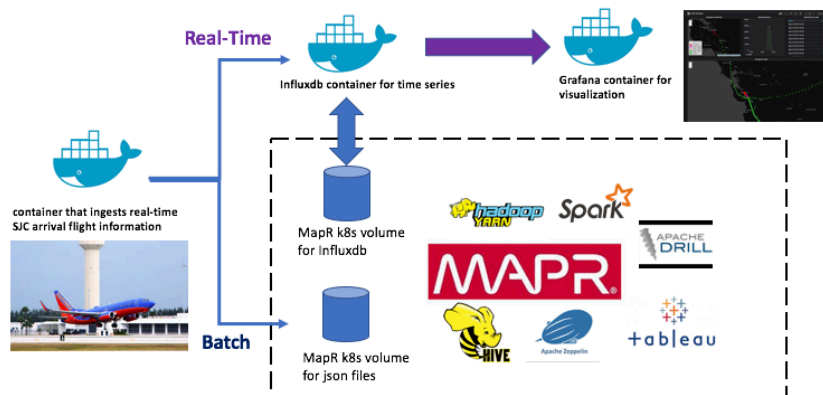 Real-Time
Influxdb container for time series
Grafana container for
visualization
container that ingests real-time
SJC arrival flight information
MapR k8s volume
for Influxdb
hadoop
YARN
Spark
APACHE
DRILL
MAPR®
Batch
MapR k8s volume
for json files
HIVE
Apache Zeppelin
+ableau